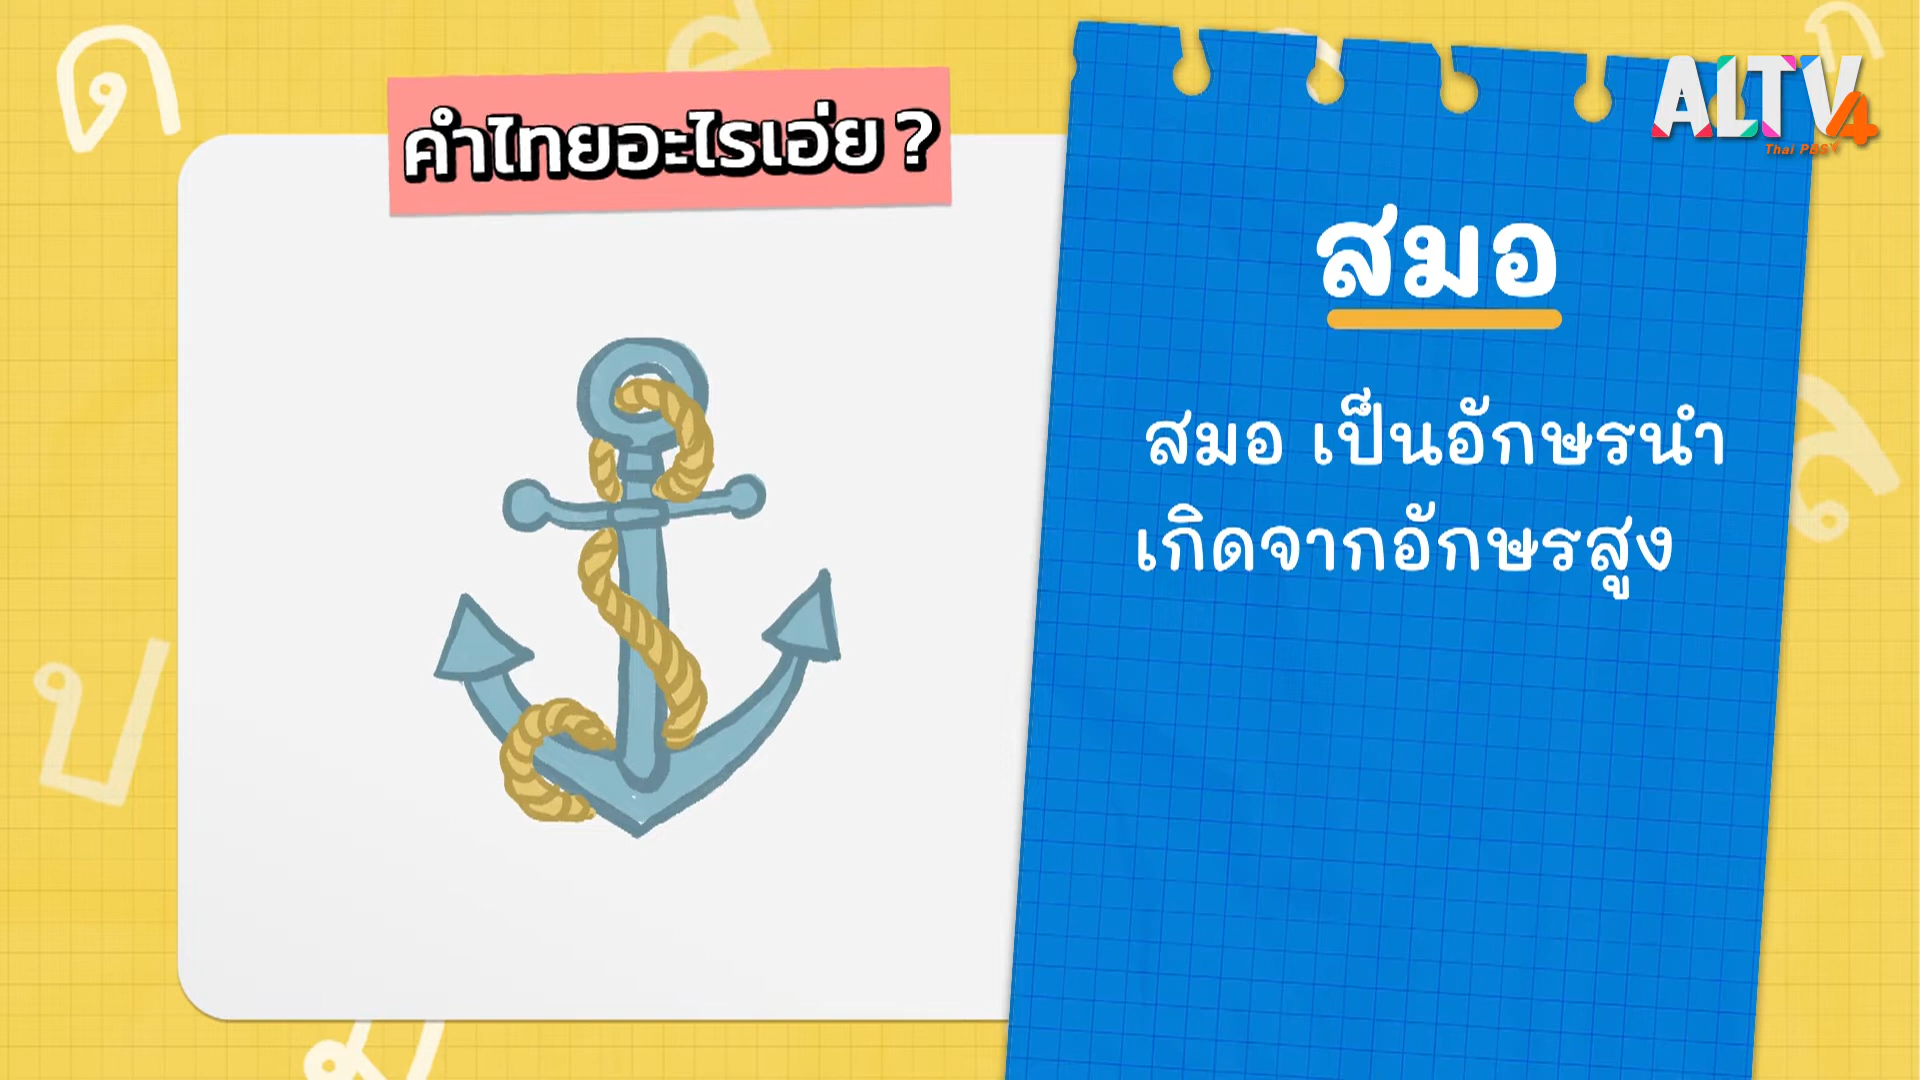 คำไทยอะไรเอ่ย ?
ALTV4
Thai PBS
สมอ
สมอ เป็นอักษรนำ
เกิดจากอักษรสูง